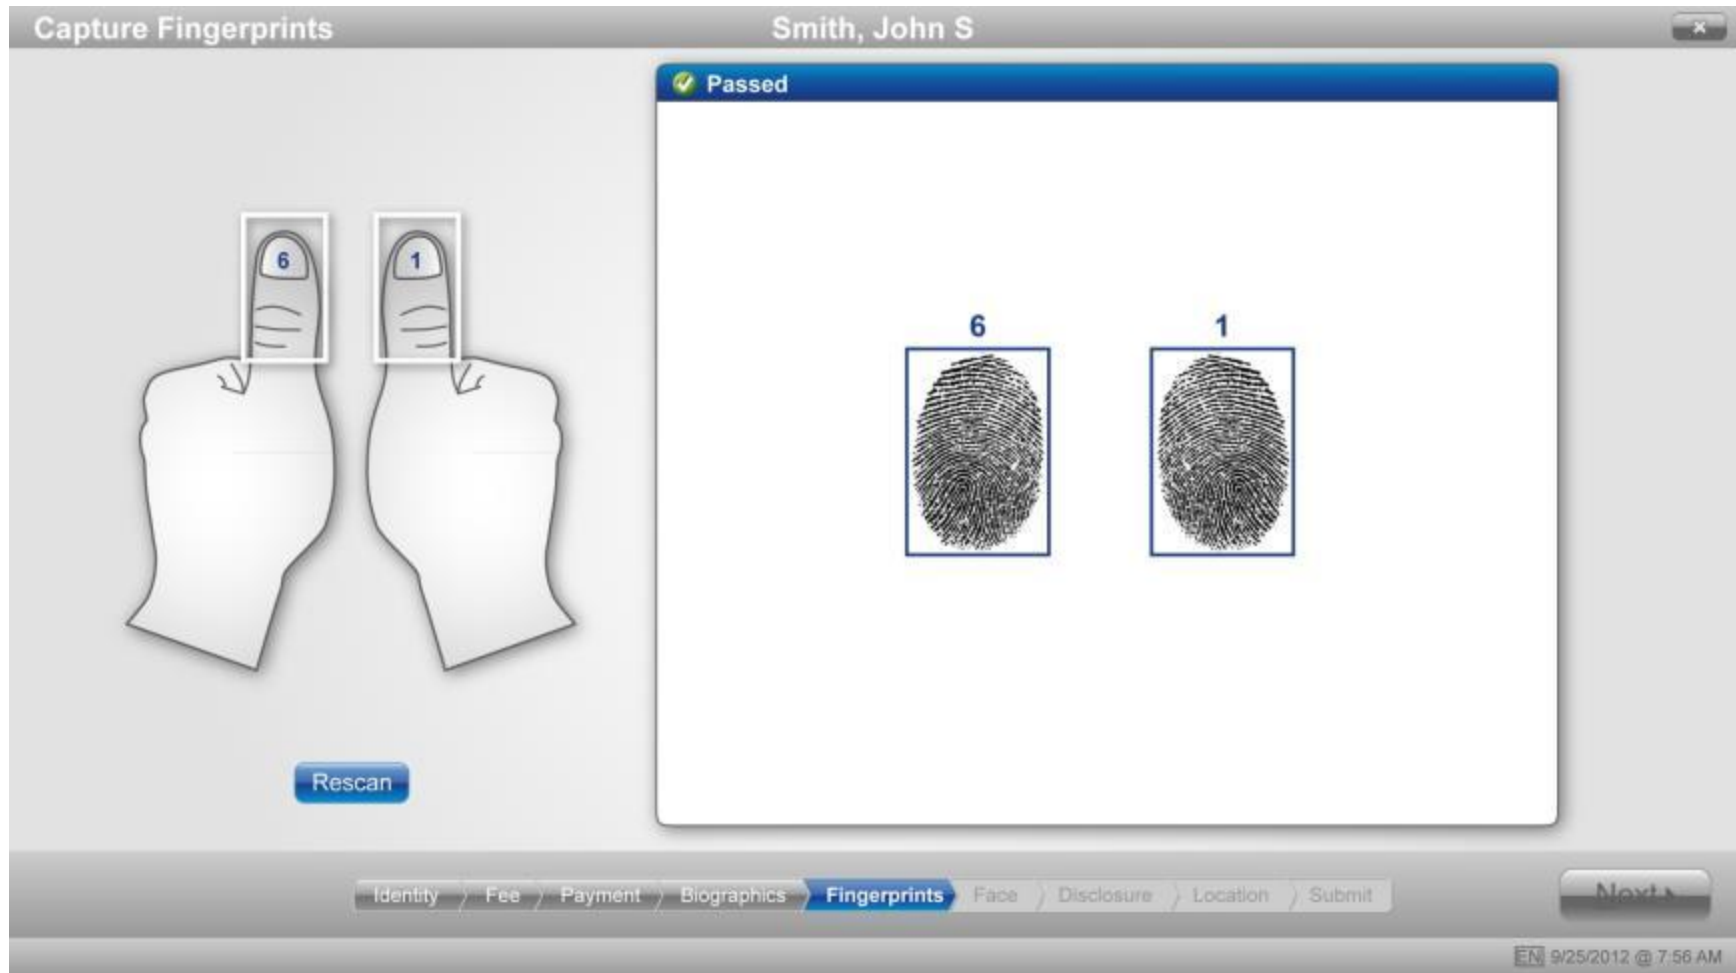 Capture Fingerprints
Smith, John S
Passed
6
1
6
1
Rescan
Identity
Fee
Payment
Biographics
Fingerprints
Face
Disclosure
Location
Submit
Next
EN 9/25/2012 @ 7:56 AM